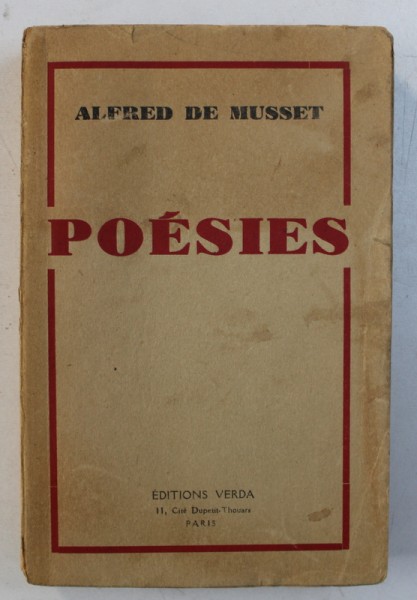 ALFRED DE MUSSET
POÉSIES
ÉDITIONS VERDA
11, Cité Dupetit-Thouars
PARIS